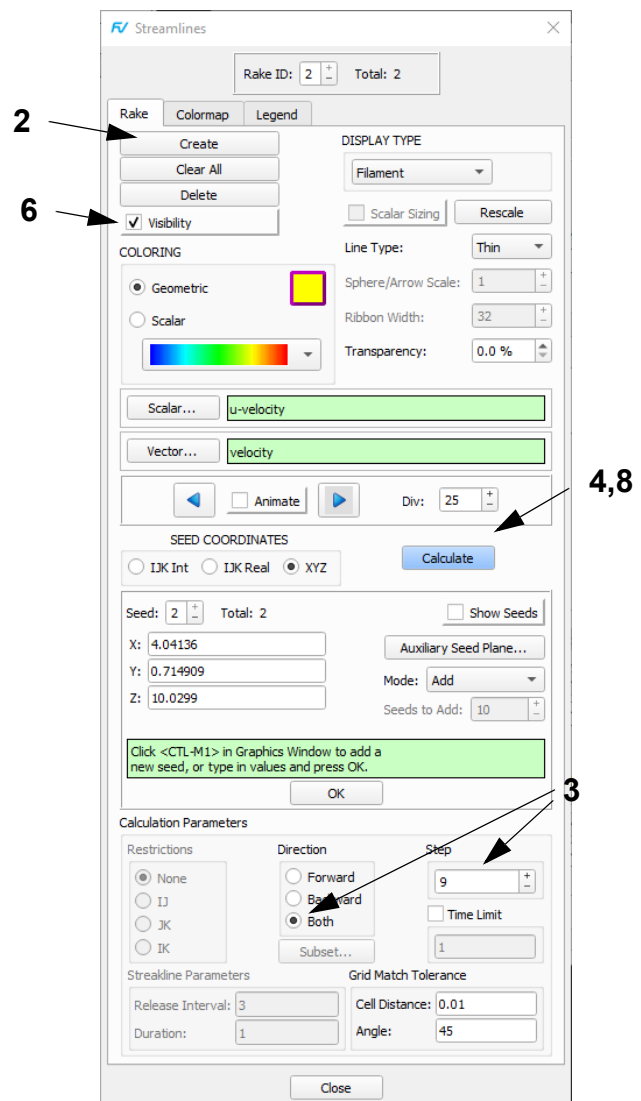 FV Streamlines
Rake ID: 2 Total: 2
Rake Colormap Legend
2
Create
Clear All
Delete
6
Visibility
DISPLAY TYPE
Filament
Scalar Sizing Rescale
Line Type: Thin
Sphere/Arrow Scale: 1
Ribbon Width: 32
Transparency: 0.0 %
COLORING
Geometric
Scalar
Scalar... u-velocity
Vector... velocity
Animate Div: 25
4,8
SEED COORDINATES
IJK Int IJK Real XYZ
Calculate
Seed: 2 Total: 2
X: 4.04136
Y: 0.714909
Z: 10.0299
Show Seeds
Auxiliary Seed Plane...
Mode: Add
Seeds to Add: 10
Click <CTL-M1> in Graphics Window to add a
new seed, or type in values and press OK.
OK
3
Calculation Parameters
Restrictions
None
IJ
JK
IK
Direction
Forward
Backward
Both
Subset...
Step
9
Time Limit
1
Streakline Parameters
Release Interval: 3
Duration: 1
Grid Match Tolerance
Cell Distance: 0.01
Angle: 45
Close